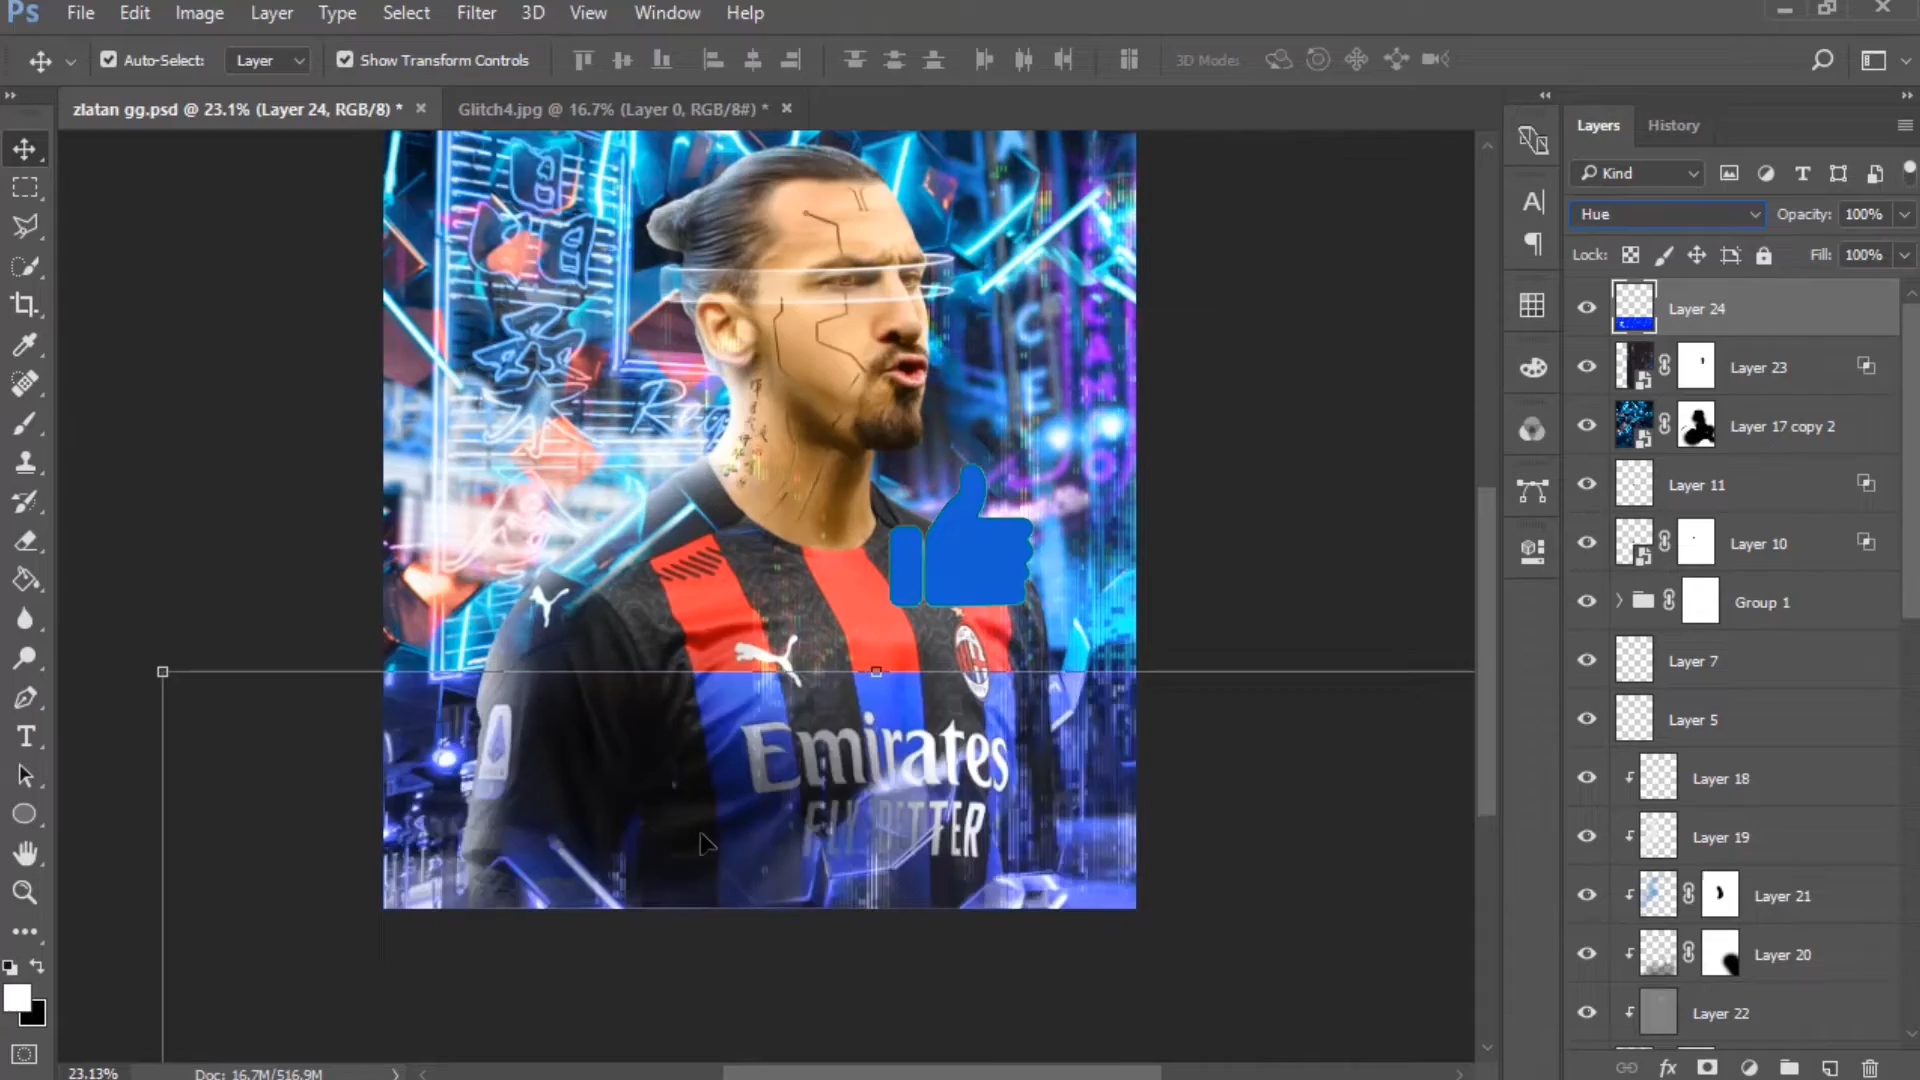 Ps File Edit Image Layer Type Select Filter 3D View Window Help
Auto-Select: Layer Show Transform Controls 3D Modes
zlatan gg.psd @ 23.1% (Layer 24, RGB/8) * Glitch4.jpg @ 16.7% (Layer 0, RGB/8#) *
Layers History
Kind
Hue Opacity: 100%
Lock: Fill: 100%
Layer 24
Layer 23
Layer 17 copy 2
Layer 11
Layer 10
Group 1
Layer 7
Layer 5
Layer 18
Layer 19
Layer 21
Layer 20
Layer 22
Emirates
FLY BETTER
23.13% Doc: 16.7M/516.9M